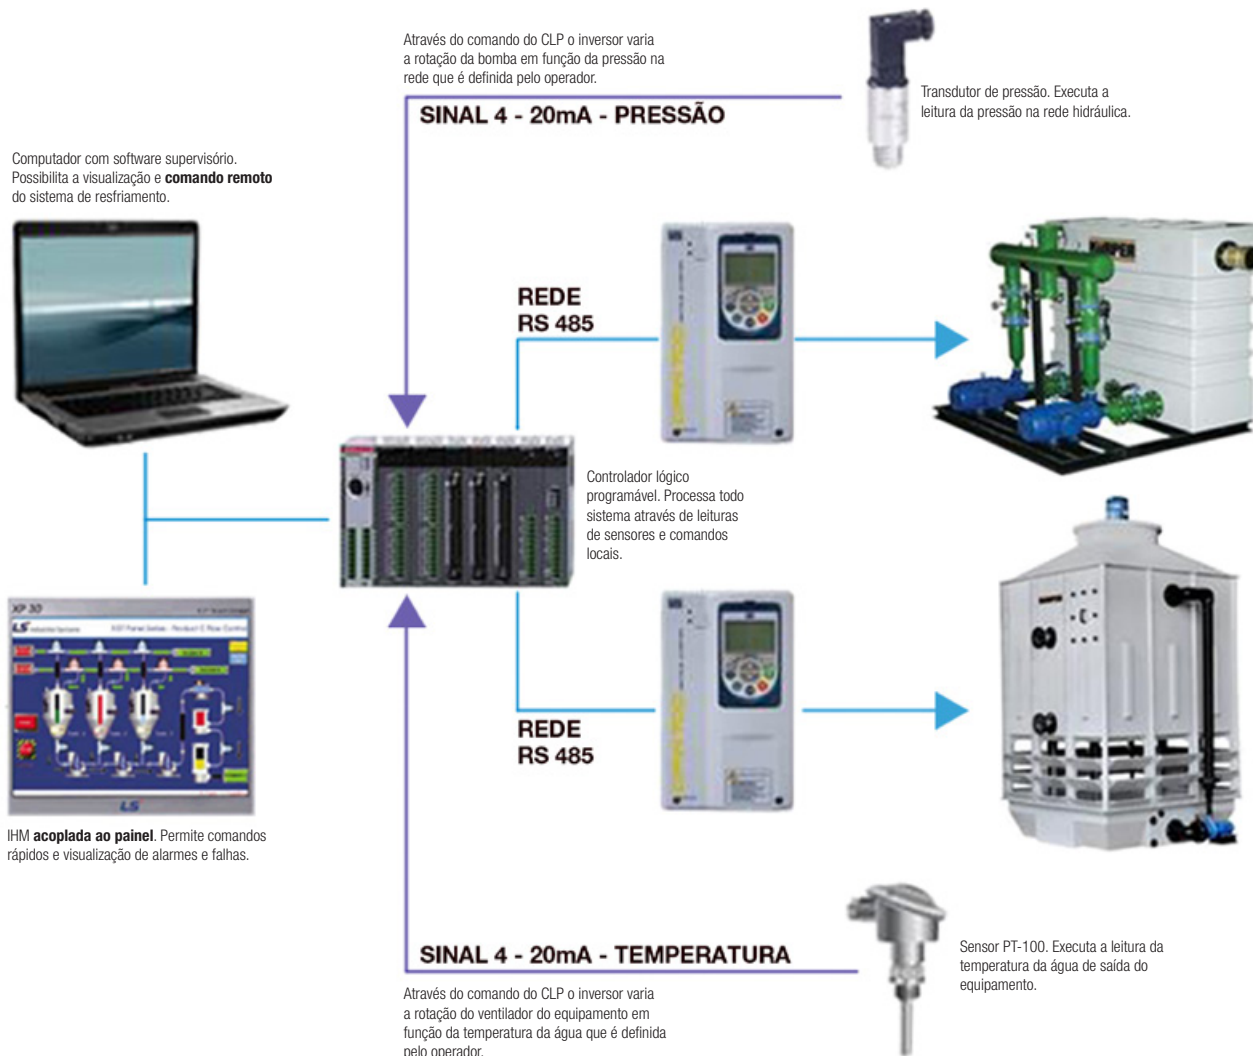 Através do comando do CLP o inversor varia
a rotação da bomba em função da pressão na
rede que é definida pelo operador.
SINAL 4 - 20mA - PRESSÃO
Transdutor de pressão. Executa a
leitura da pressão na rede hidráulica.
Computador com software supervisório.
Possibilita a visualização e comando remoto
do sistema de resfriamento.
REDE
RS 485
Controlador lógico
programável. Processa todo
sistema através de leituras
de sensores e comandos
locais.
XP 30
LS
LS
IHM acoplada ao painel. Permite comandos
rápidos e visualização de alarmes e falhas.
REDE
RS 485
SINAL 4 - 20mA - TEMPERATURA
Através do comando do CLP o inversor varia
a rotação do ventilador do equipamento em
função da temperatura da água que é definida
pelo operador.
Sensor PT-100. Executa a leitura da
temperatura da água de saída do
equipamento.